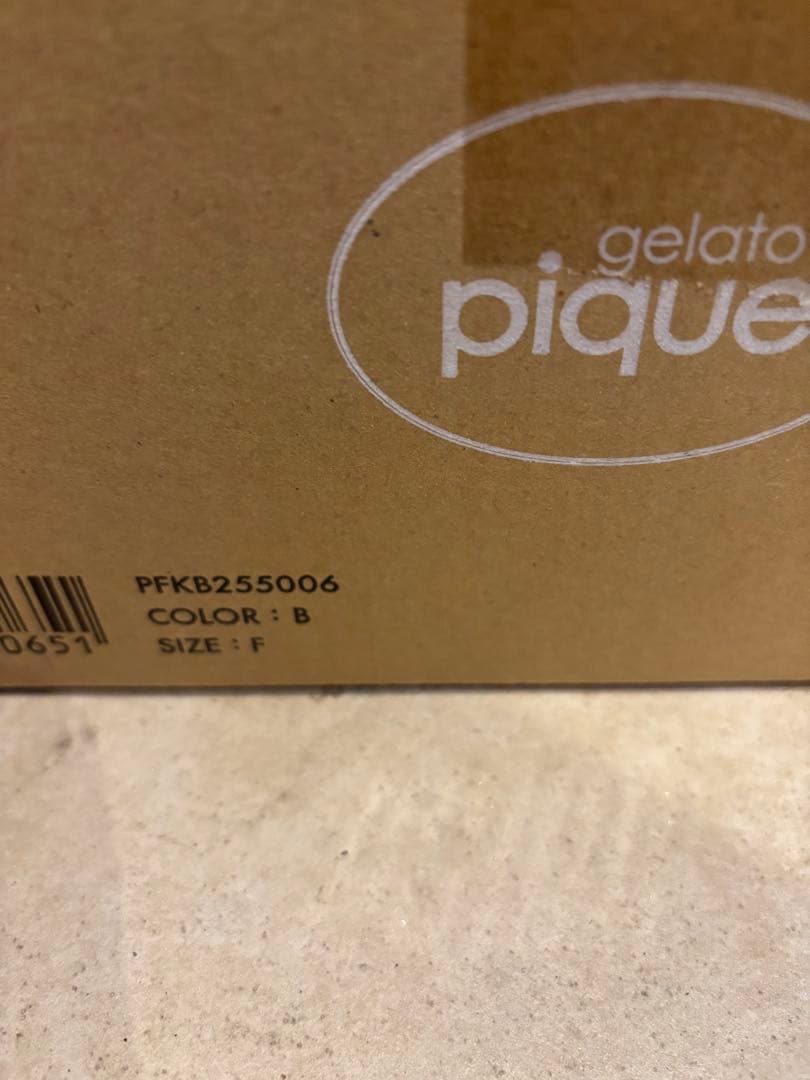 gelato
pique
PFKB255006
COLOR : B
SIZE : F
0651